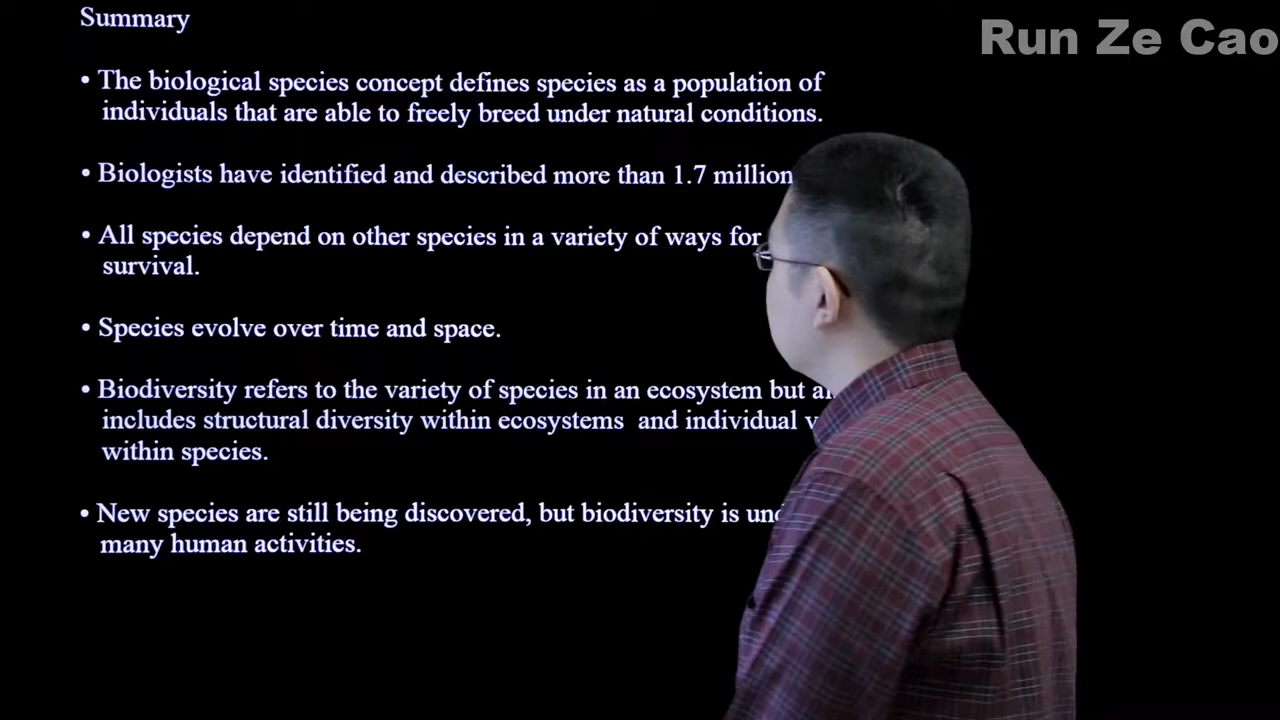 Summary
Run Ze Cao
• The biological species concept defines species as a population of
individuals that are able to freely breed under natural conditions.
• Biologists have identified and described more than 1.7 million
• All species depend on other species in a variety of ways for
survival.
• Species evolve over time and space.
• Biodiversity refers to the variety of species in an ecosystem but
includes structural diversity within ecosystems and individual
within species.
• New species are still being discovered, but biodiversity is
many human activities.